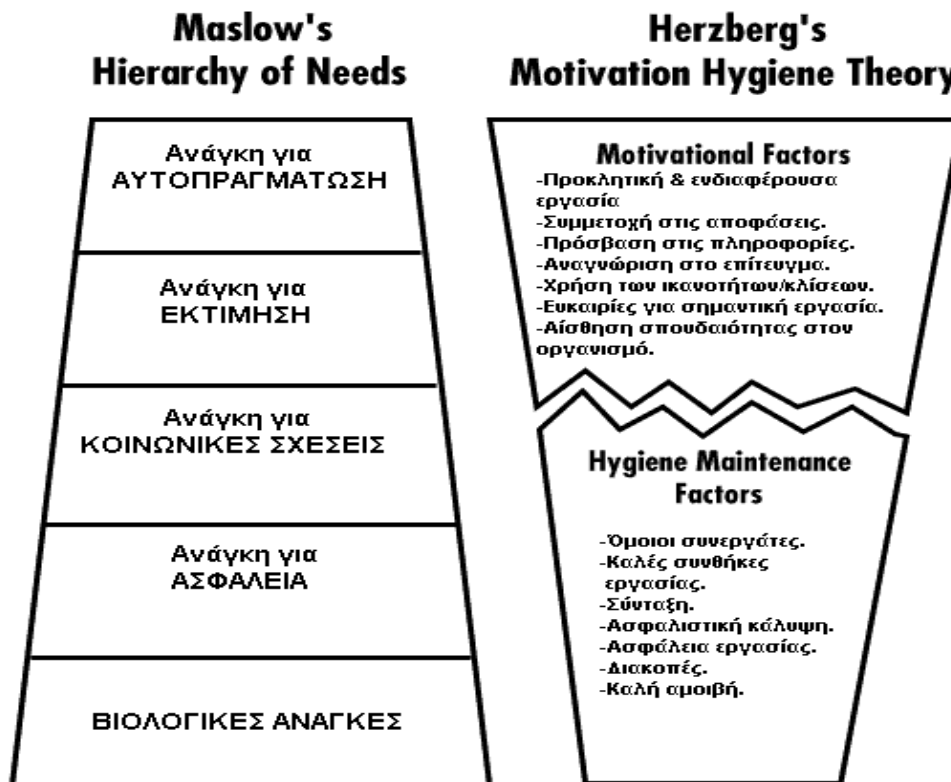 Maslow's
Hierarchy of Needs
Ανάγκη για
ΑΥΤΟΠΡΑΓΜΑΤΩΣΗ
Ανάγκη για
ΕΚΤΙΜΗΣΗ
Ανάγκη για
ΚΟΙΝΩΝΙΚΕΣ ΣΧΕΣΕΙΣ
Ανάγκη για
ΑΣΦΑΛΕΙΑ
ΒΙΟΛΟΓΙΚΕΣ ΑΝΑΓΚΕΣ
Herzberg's
Motivation Hygiene Theory
Motivational Factors
-Προκλητική & ενδιαφέρουσα
εργασία
-Συμμετοχή στις αποφάσεις.
-Πρόσβαση στις πληροφορίες.
-Αναγνώριση στο επίτευγμα.
-Χρήση των ικανοτήτων/κλίσεων.
-Ευκαιρίες για σημαντική εργασία.
-Αίσθηση σπουδαιότητας στον
οργανισμό.
Hygiene Maintenance
Factors
-Όμοιοι συνεργάτες.
-Καλές συνθήκες
εργασίας.
-Σύνταξη.
-Ασφαλιστική κάλυψη.
-Ασφάλεια εργασίας.
-Διακοπές.
-Καλή αμοιβή.